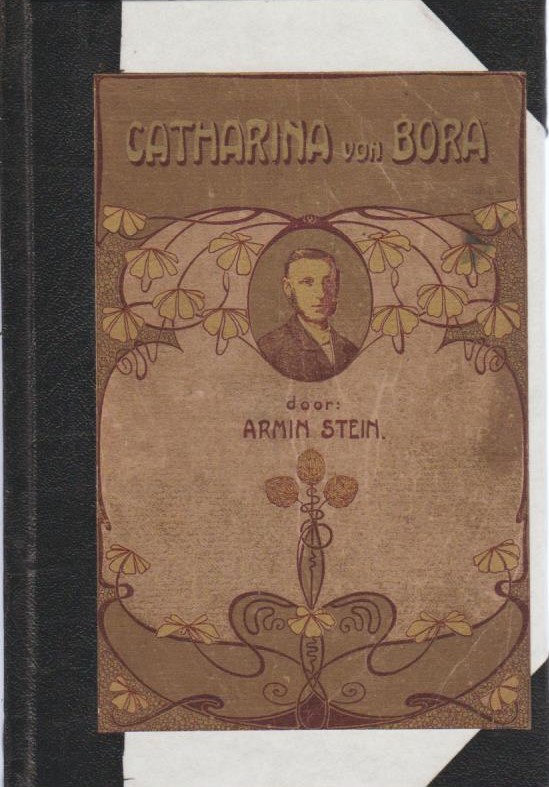 CATHARINA von BORA
door:
ARMIN STEIN.